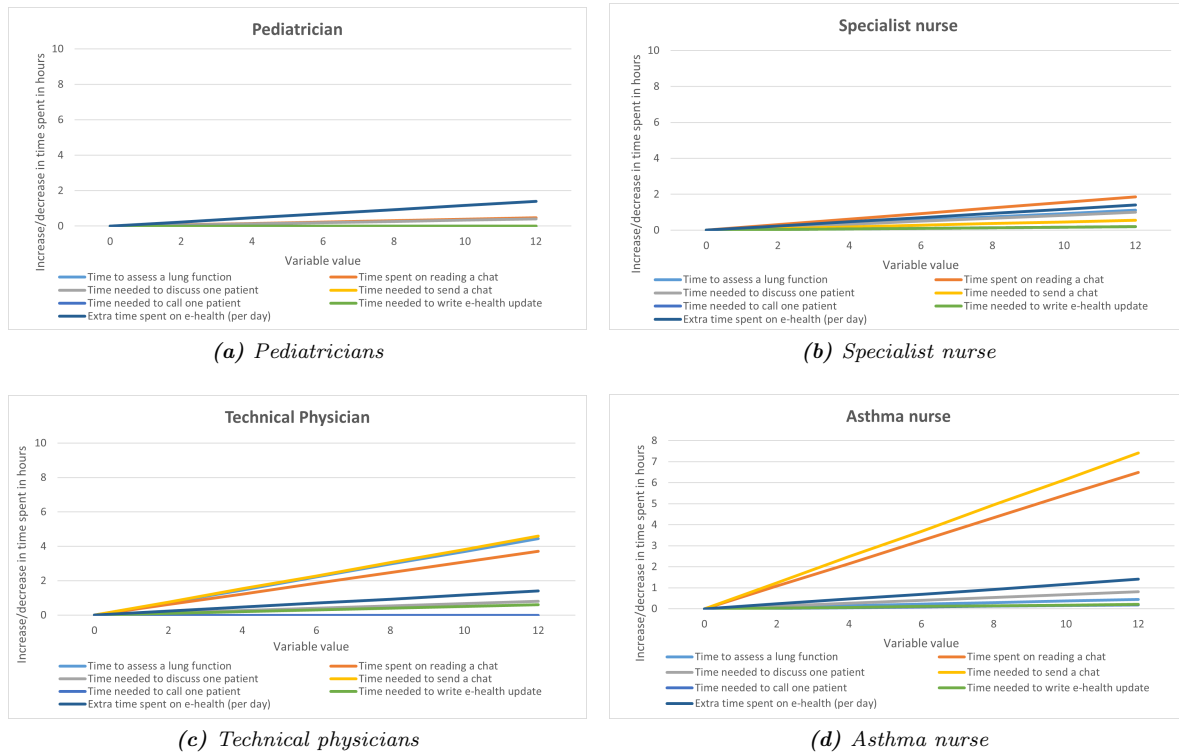 Pediatrician
Increase/decrease in time spent in hours
10
8
6
4
2
0
0 2 4 6 8 10 12
Variable value
Time to assess a lung function
Time spent on reading a chat
Time needed to discuss one patient
Time needed to send a chat
Time needed to call one patient
Time needed to write e-health update
Extra time spent on e-health (per day)
(a) Pediatricians
Specialist nurse
Increase/decrease in time spent in hours
10
8
6
4
2
0
0 2 4 6 8 10 12
Variable value
Time to assess a lung function
Time spent on reading a chat
Time needed to discuss one patient
Time needed to send a chat
Time needed to call one patient
Time needed to write e-health update
Extra time spent on e-health (per day)
(b) Specialist nurse
Technical Physician
Increase/decrease in time spent in hours
10
8
6
4
2
0
0 2 4 6 8 10 12
Variable value
Time to assess a lung function
Time spent on reading a chat
Time needed to discuss one patient
Time needed to send a chat
Time needed to call one patient
Time needed to write e-health update
Extra time spent on e-health (per day)
(c) Technical physicians
Asthma nurse
Increase/decrease in time spent in hours
8
7
6
5
4
3
2
1
0
0 2 4 6 8 10 12
Variable value
Time to assess a lung function
Time spent on reading a chat
Time needed to discuss one patient
Time needed to send a chat
Time needed to call one patient
Time needed to write e-health update
Extra time spent on e-health (per day)
(d) Asthma nurse